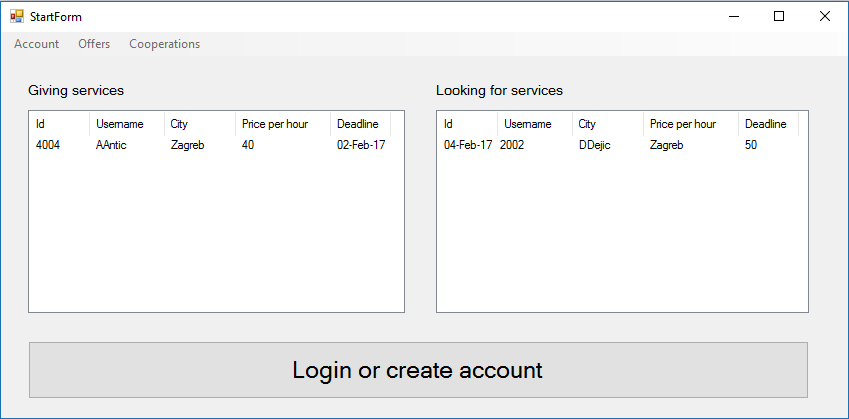 StartForm
Account Offers Cooperations
Giving services
Id Username City Price per hour Deadline
4004 AAntic Zagreb 40 02-Feb-17
Looking for services
Id Username City Price per hour Deadline
04-Feb-17 2002 DDejic Zagreb 50
Login or create account